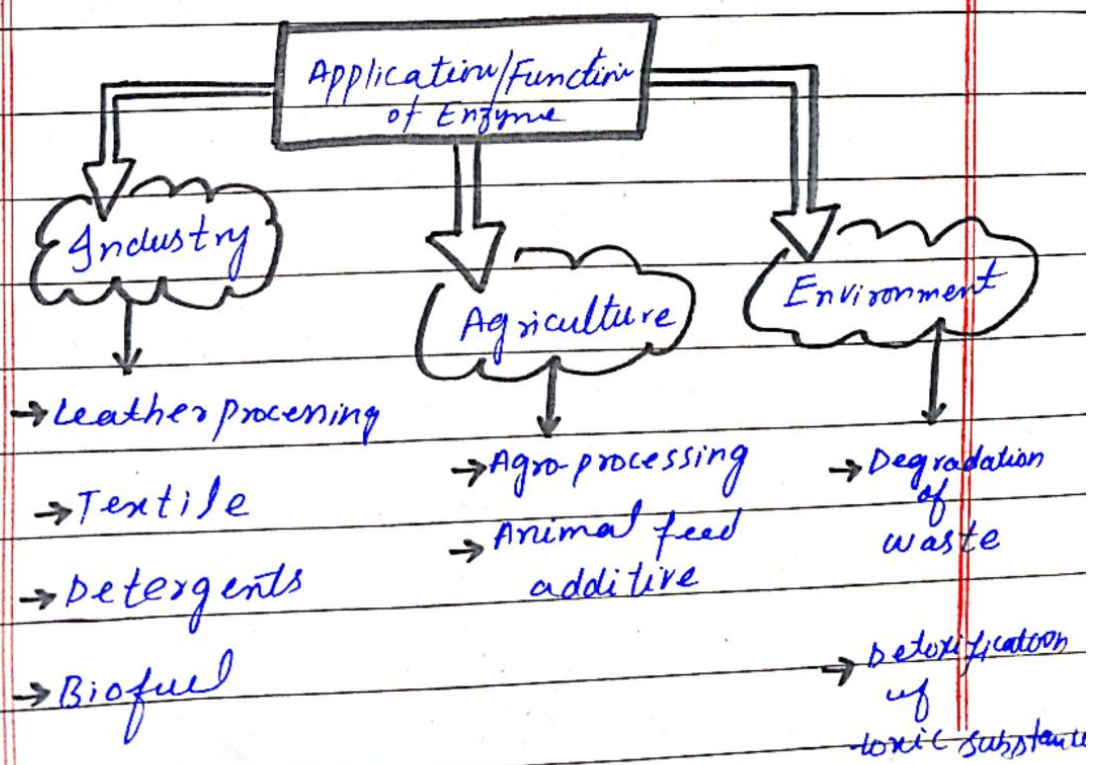 Application/Function
of Enzyme
Industry
Agriculture
Environment
→ Leather processing
→ Textile
→ Detergents
→ Biofuel
→ Agro-processing
→ Animal feed
additive
→ Degradation
of
waste
→ Detoxification
of
toxic substance